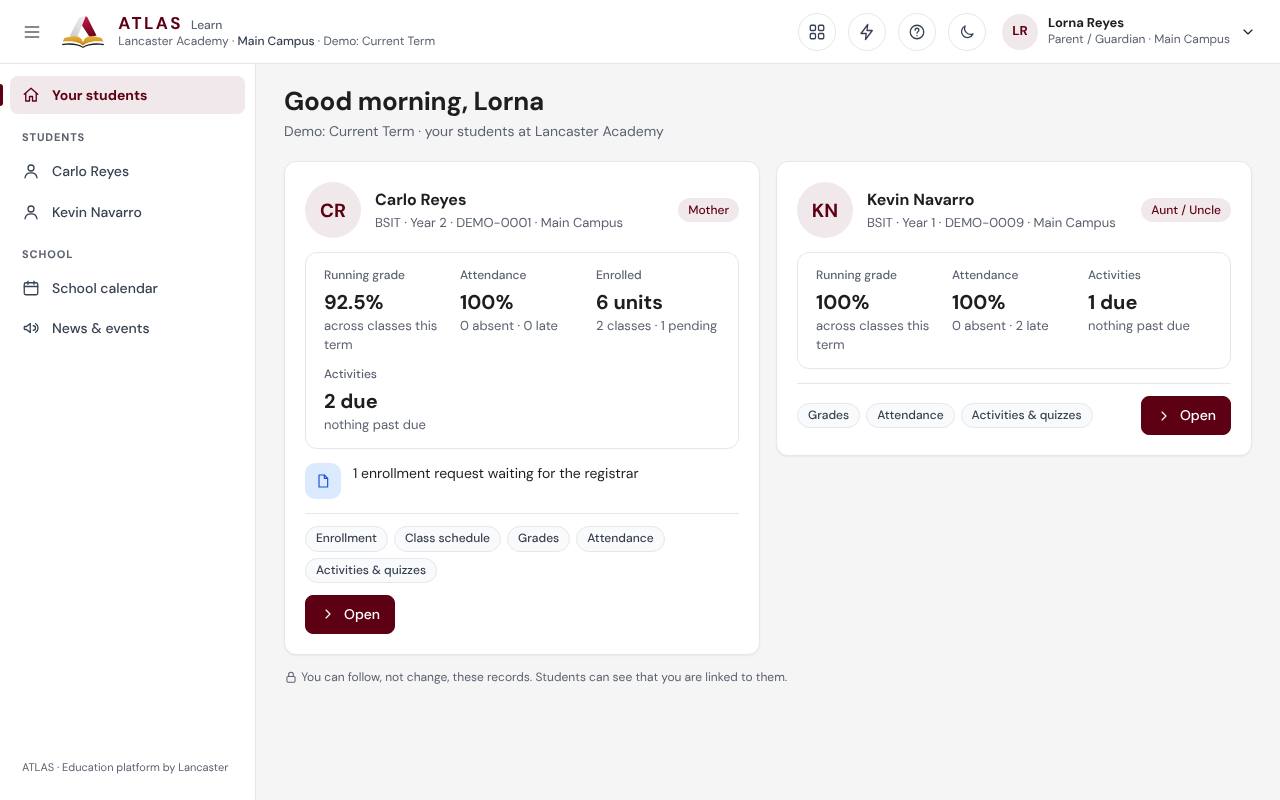 ATLAS Learn
Lancaster Academy · Main Campus · Demo: Current Term
LR
Lorna Reyes
Parent / Guardian · Main Campus
Your students
STUDENTS
Carlo Reyes
Kevin Navarro
SCHOOL
School calendar
News & events
ATLAS · Education platform by Lancaster
Good morning, Lorna
Demo: Current Term · your students at Lancaster Academy
CR
Carlo Reyes
BSIT · Year 2 · DEMO-0001 · Main Campus
Mother
Running grade
92.5%
across classes this
term
Attendance
100%
0 absent · 0 late
Enrolled
6 units
2 classes · 1 pending
Activities
2 due
nothing past due
1 enrollment request waiting for the registrar
Enrollment
Class schedule
Grades
Attendance
Activities & quizzes
Open
KN
Kevin Navarro
BSIT · Year 1 · DEMO-0009 · Main Campus
Aunt / Uncle
Running grade
100%
across classes this
term
Attendance
100%
0 absent · 2 late
Activities
1 due
nothing past due
Grades
Attendance
Activities & quizzes
Open
You can follow, not change, these records. Students can see that you are linked to them.